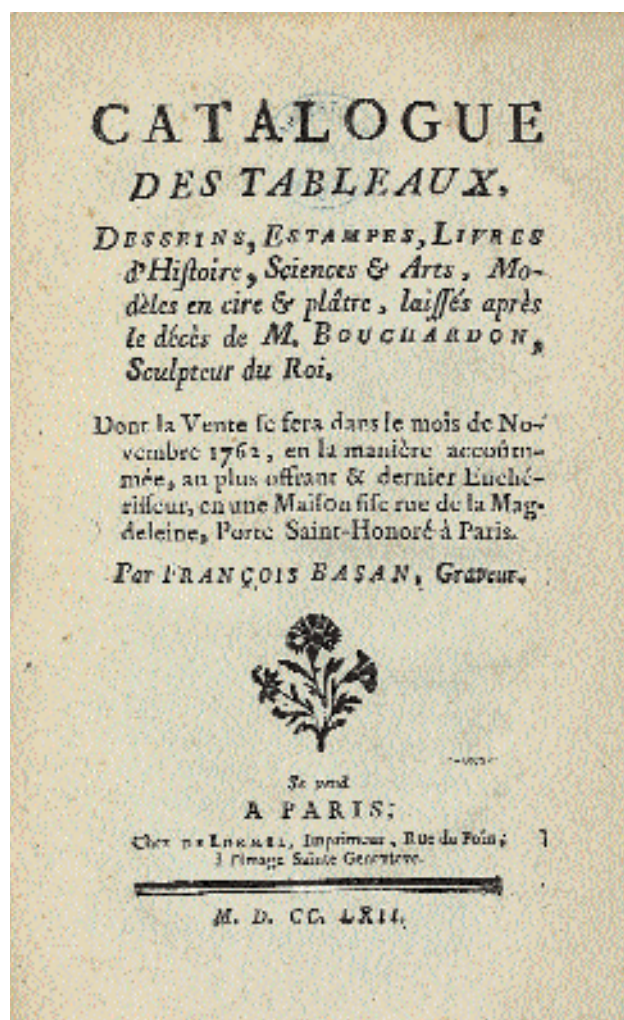 CATALOGUE
DES TABLEAUX,
DESSEINS, ESTAMPES, LIVRES
d'Hiſtoire, Sciences & Arts, Mo-
dèles en cire & plâtre, laiſſés après
le décès de M. BOUCHARDON,
Sculpteur du Roi.
Dont la Vente ſe fera dans le mois de No-
vembre 1762, en la manière accoûtu-
mée, au plus offrant & dernier Enché-
riſſeur, en une Maiſon ſiſe rue de la Mag-
deleine, Porte Saint-Honoré à Paris.
Par FRANÇOIS BASAN, Graveur.
Se vend
A PARIS;
Chez DE LORMEL, Imprimeur, Rue du Foin;
à l'Image Sainte Genevieve.
M. D. CC. LXII.